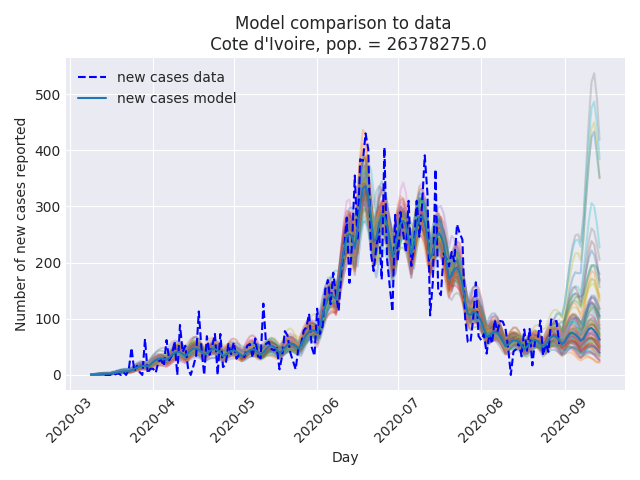 Model comparison to data
Cote d'Ivoire, pop. = 26378275.0
new cases data
new cases model
Number of new cases reported
500
400
300
200
100
0
2020-03
2020-04
2020-05
2020-06
2020-07
2020-08
2020-09
Day